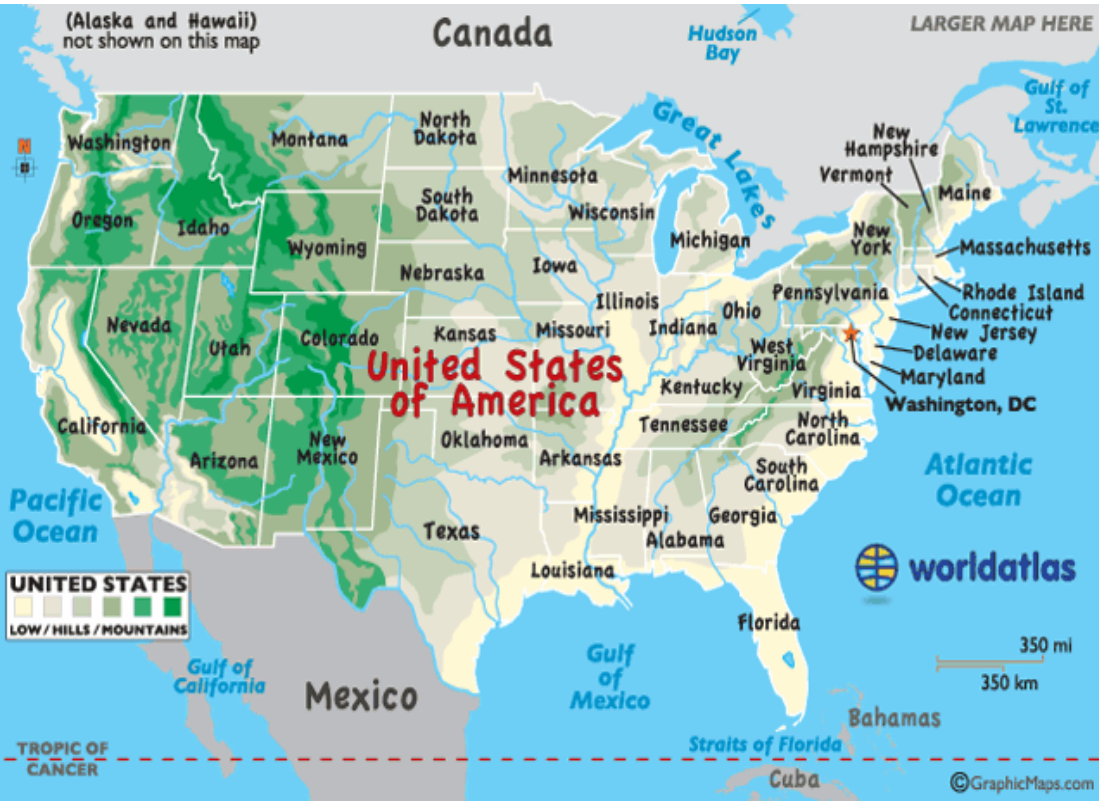 (Alaska and Hawaii)
not shown on this map
Canada
Hudson
Bay
LARGER MAP HERE
Gulf of
St.
Lawrence
N
Washington
Montana
North
Dakota
Minnesota
Great Lakes
New
Hampshire
Vermont
Maine
Oregon
Idaho
South
Dakota
Wisconsin
Michigan
New
York
Massachusetts
Wyoming
Nebraska
Iowa
Illinois
Indiana
Ohio
Pennsylvania
Rhode Island
Connecticut
New Jersey
Delaware
Maryland
Washington, DC
Nevada
Utah
Colorado
Kansas
Missouri
West
Virginia
Virginia
Kentucky
United States
of America
California
Arizona
New
Mexico
Oklahoma
Arkansas
Tennessee
North
Carolina
South
Carolina
Pacific
Ocean
Atlantic
Ocean
Texas
Mississippi
Alabama
Georgia
Louisiana
Florida
worldatlas
UNITED STATES
LOW / HILLS / MOUNTAINS
350 mi
350 km
Gulf of
California
Mexico
Gulf
of
Mexico
Bahamas
Straits of Florida
TROPIC OF
CANCER
Cuba
©GraphicMaps.com